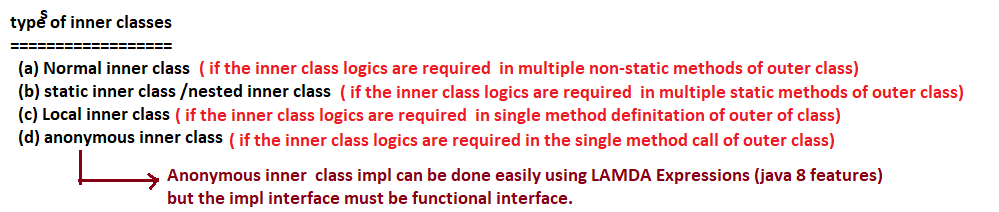 types of inner classes
==================
(a) Normal inner class ( if the inner class logics are required in multiple non-static methods of outer class)
(b) static inner class /nested inner class ( if the inner class logics are required in multiple static methods of outer class)
(c) Local inner class ( if the inner class logics are required in single method definitation of outer of class)
(d) anonymous inner class ( if the inner class logics are required in the single method call of outer class)
Anonymous inner class impl can be done easily using LAMDA Expressions (java 8 features)
but the impl interface must be functional interface.